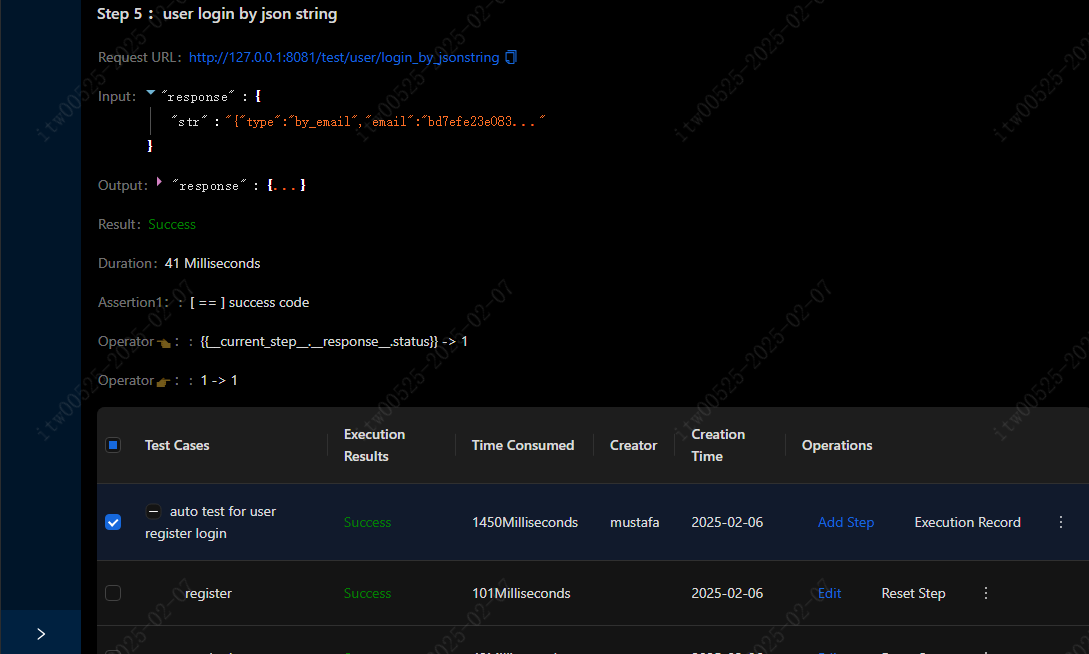 Step 5： user login by json string
Request URL: http://127.0.0.1:8081/test/user/login_by_jsonstring
Input: "response" : {
"str" : "{"type":"by_email","email":"bd7efe23e083... "
}
Output: "response" : {...}
Result: Success
Duration: 41 Milliseconds
Assertion1: : [ == ] success code
Operator : : {{__current_step__.__response__.status}} -> 1
Operator : : 1 -> 1
Test Cases Execution Results Time Consumed Creator Creation Time Operations
auto test for user register login Success 1450Milliseconds mustafa 2025-02-06 Add Step Execution Record
register Success 101Milliseconds 2025-02-06 Edit Reset Step
itw00525-2025-02-07